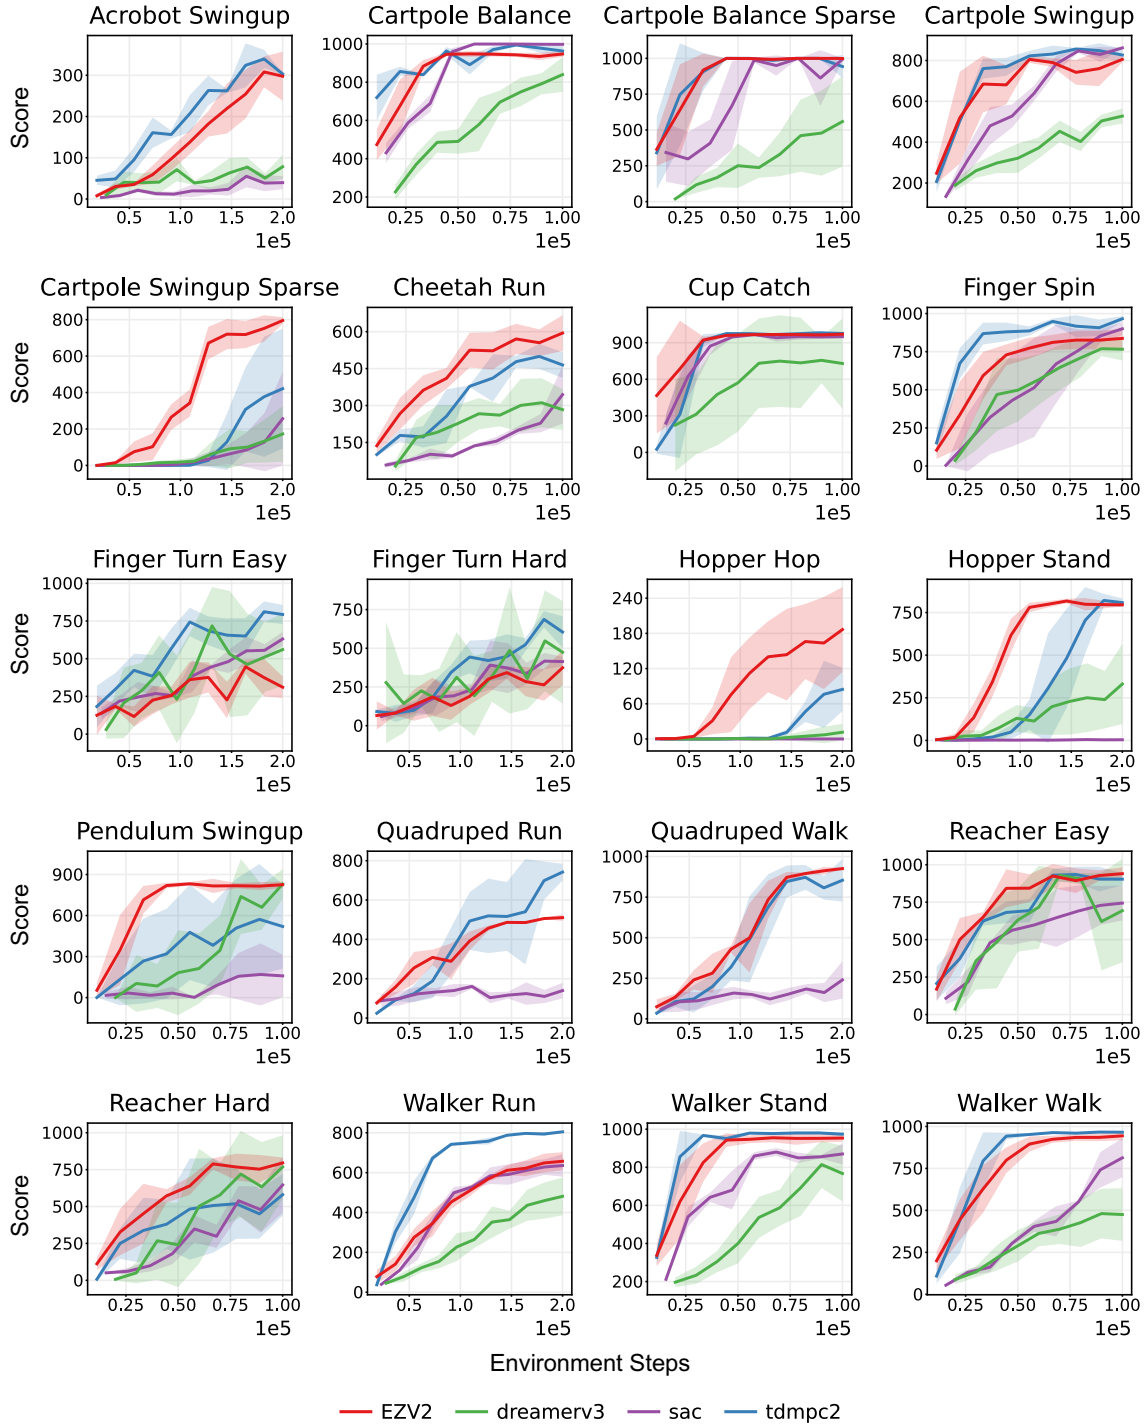 Acrobot Swingup Cartpole Balance Cartpole Balance Sparse Cartpole Swingup
Score
300
200
100
0
0.5 1.0 1.5 2.0
1e5
1000
800
600
400
200
0.25 0.50 0.75 1.00
1e5
1000
750
500
250
0
0.25 0.50 0.75 1.00
1e5
800
600
400
200
0.25 0.50 0.75 1.00
1e5
Cartpole Swingup Sparse Cheetah Run Cup Catch Finger Spin
Score
800
600
400
200
0
0.5 1.0 1.5 2.0
1e5
600
450
300
150
0.25 0.50 0.75 1.00
1e5
900
600
300
0
0.25 0.50 0.75 1.00
1e5
1000
750
500
250
0
0.25 0.50 0.75 1.00
1e5
Finger Turn Easy Finger Turn Hard Hopper Hop Hopper Stand
Score
1000
750
500
250
0
0.5 1.0 1.5 2.0
1e5
750
500
250
0
0.5 1.0 1.5 2.0
1e5
240
180
120
60
0
0.5 1.0 1.5 2.0
1e5
750
500
250
0
0.5 1.0 1.5 2.0
1e5
Pendulum Swingup Quadruped Run Quadruped Walk Reacher Easy
Score
900
600
300
0
0.25 0.50 0.75 1.00
1e5
800
600
400
200
0
0.5 1.0 1.5 2.0
1e5
1000
750
500
250
0
0.5 1.0 1.5 2.0
1e5
1000
750
500
250
0
0.25 0.50 0.75 1.00
1e5
Reacher Hard Walker Run Walker Stand Walker Walk
Score
1000
750
500
250
0
0.25 0.50 0.75 1.00
1e5
800
600
400
200
0
0.5 1.0 1.5 2.0
1e5
1000
800
600
400
200
0.25 0.50 0.75 1.00
1e5
1000
750
500
250
0
0.25 0.50 0.75 1.00
1e5
Environment Steps
EZV2 dreamerv3 sac tdmpc2